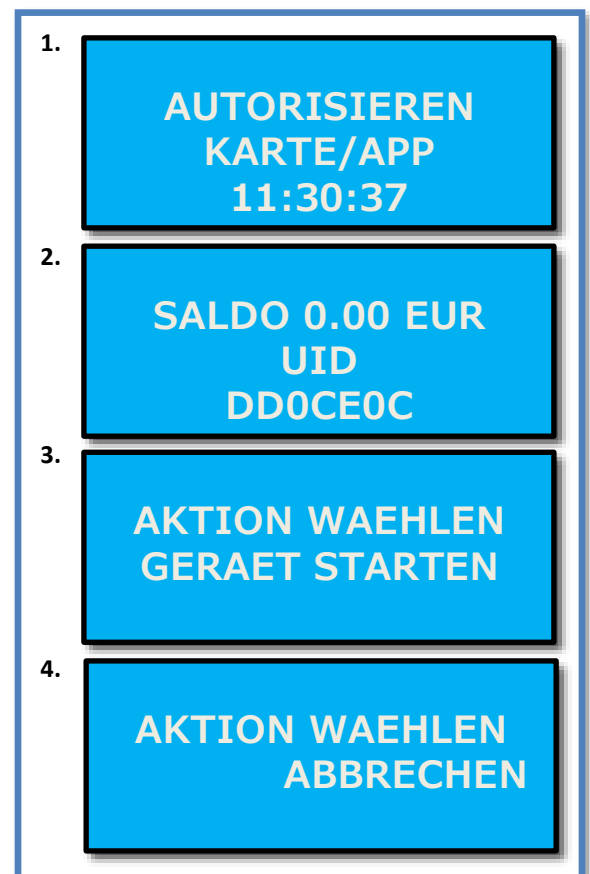 1.
AUTORISIEREN
KARTE/APP
11:30:37
2.
SALDO 0.00 EUR
UID
DD0CE0C
3.
AKTION WAEHLEN
GERAET STARTEN
4.
AKTION WAEHLEN
ABBRECHEN